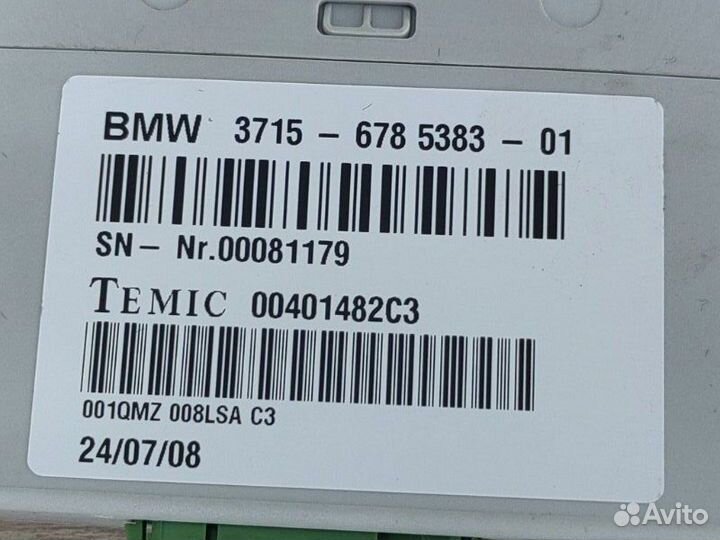 BMW 3715 - 678 5383 - 01
SN- Nr.00081179
TEMIC 00401482C3
001QMZ 008LSA C3
24/07/08
Avito